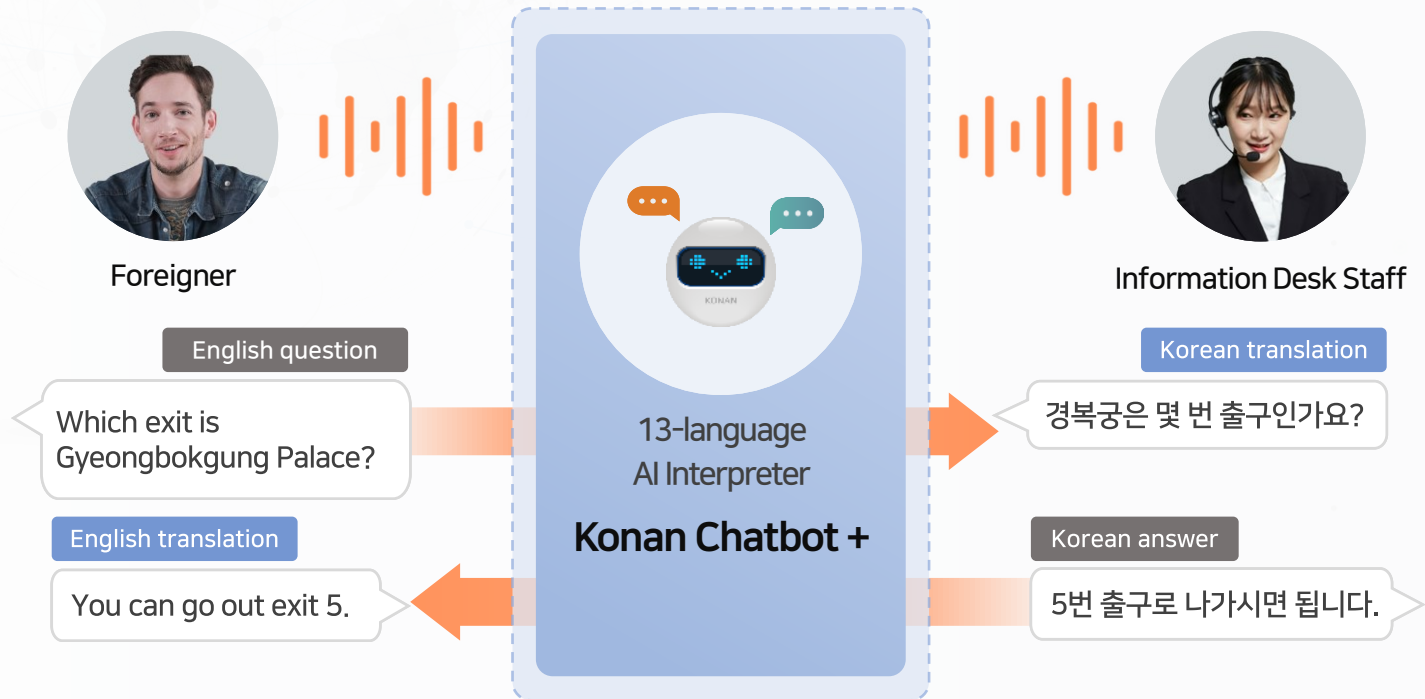 Foreigner
English question
Which exit is
Gyeongbokgung Palace?
English translation
You can go out exit 5.
KONAN
13-language
AI Interpreter
Konan Chatbot +
Information Desk Staff
Korean translation
경복궁은 몇 번 출구인가요?
Korean answer
5번 출구로 나가시면 됩니다.